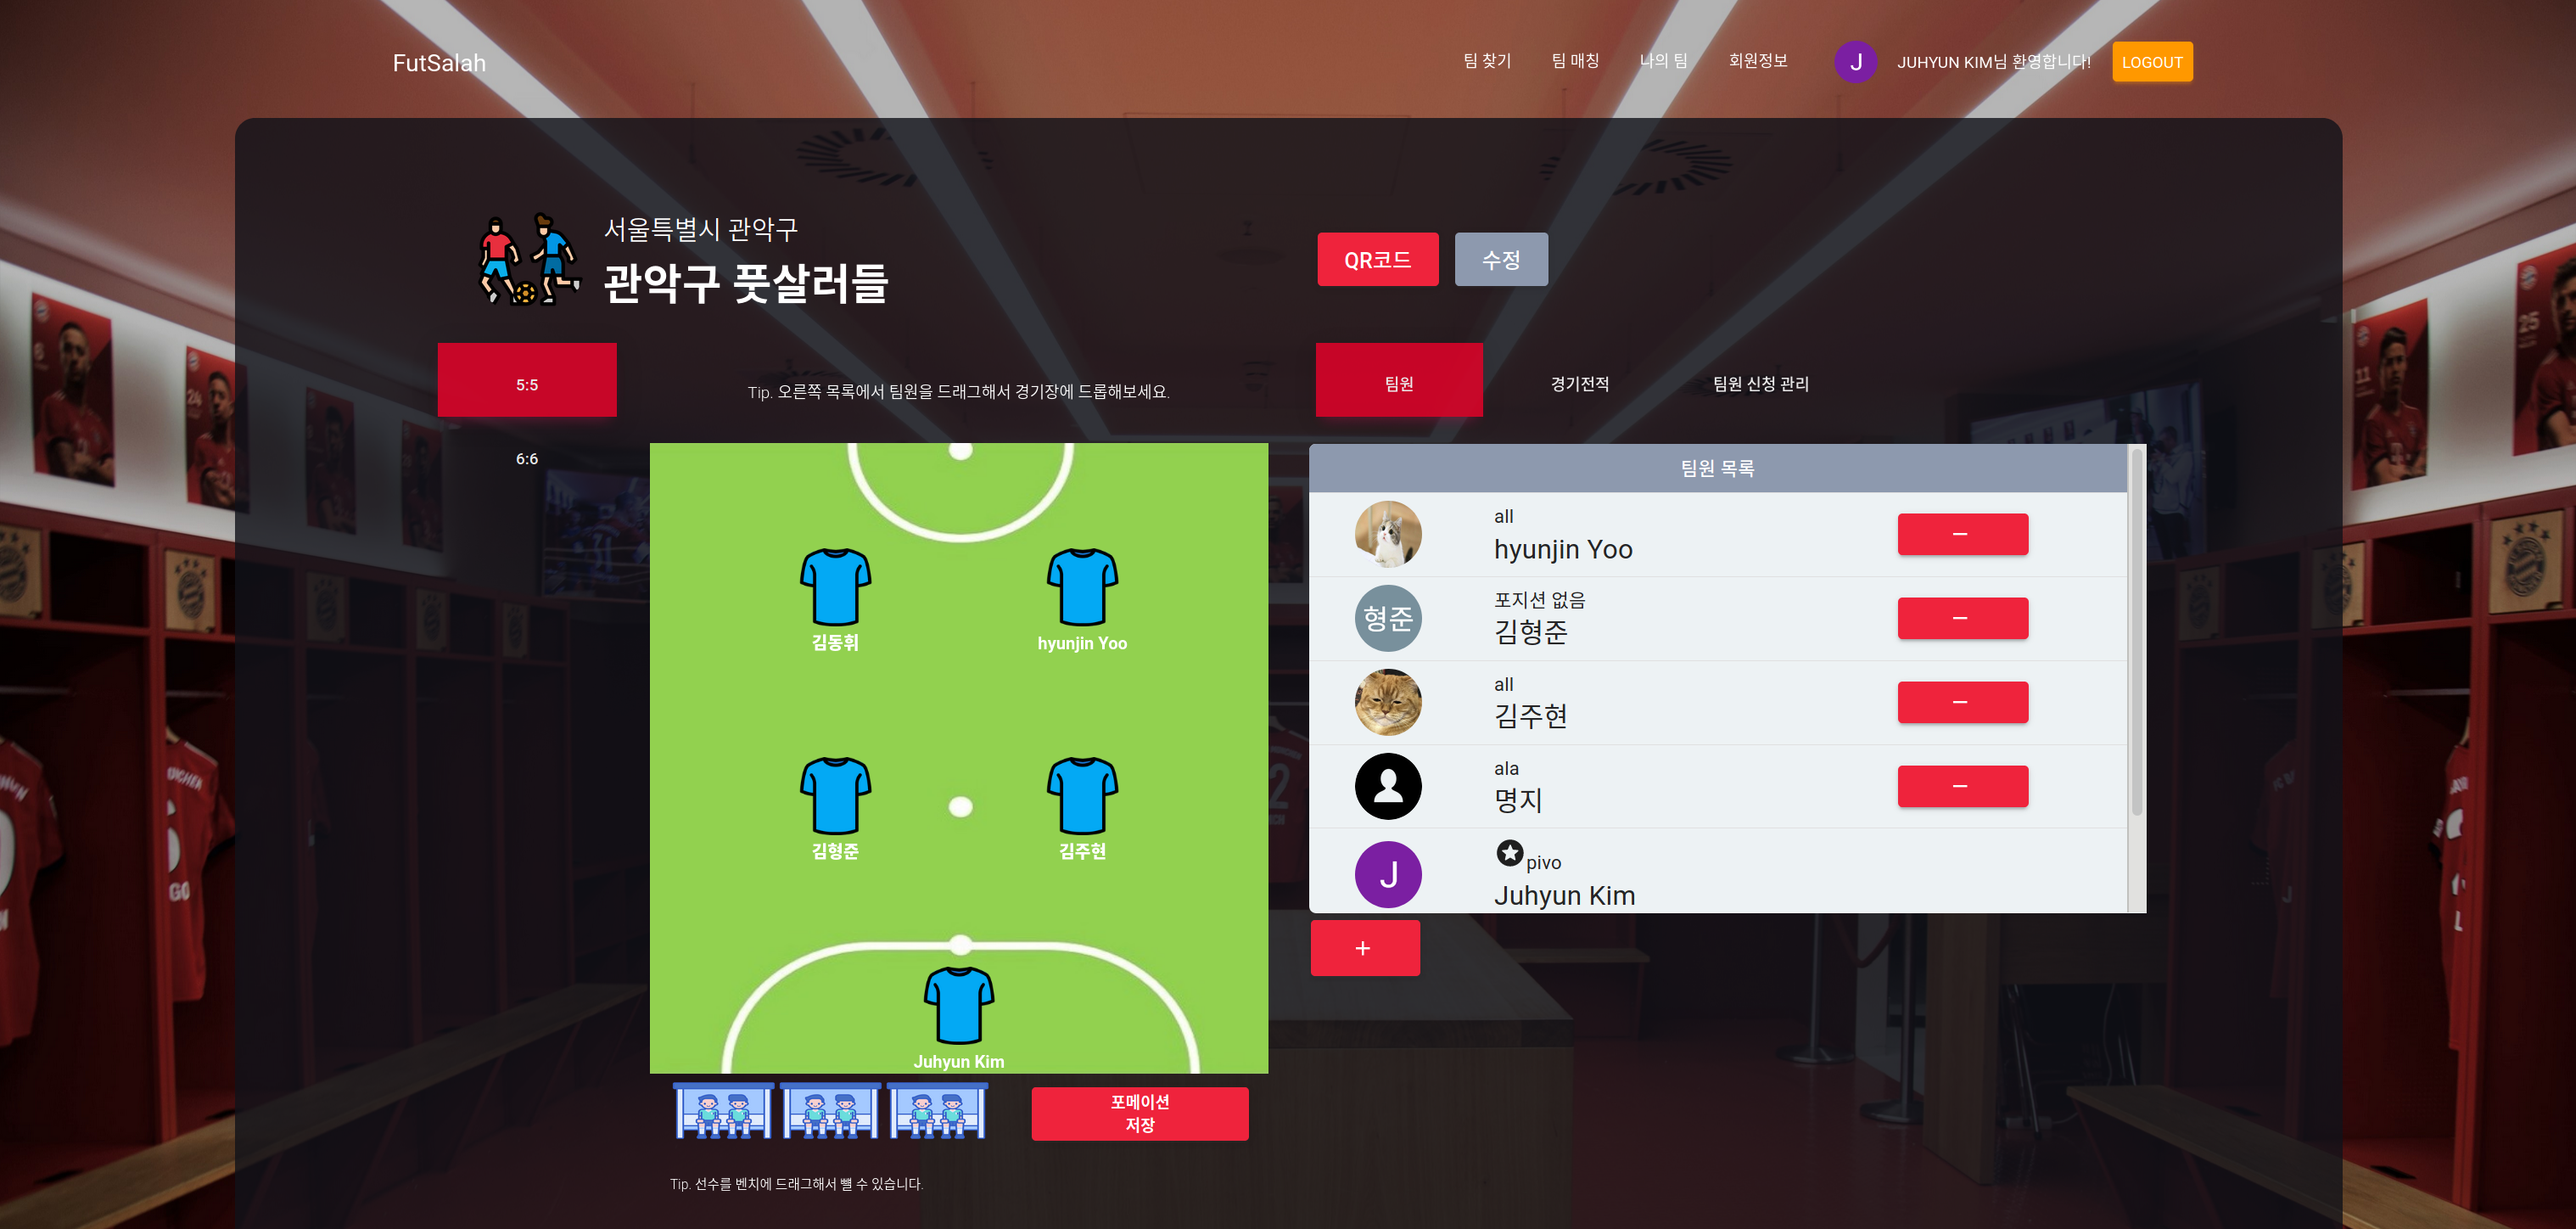 FutSalah
팀 찾기
팀 매칭
나의 팀
회원정보
J
JUHYUN KIM님 환영합니다!
LOGOUT
서울특별시 관악구
관악구 풋살러들
QR코드
수정
5:5
6:6
Tip. 오른쪽 목록에서 팀원을 드래그해서 경기장에 드롭해보세요.
팀원
경기전적
팀원 신청 관리
김동휘
hyunjin Yoo
김형준
김주현
Juhyun Kim
포메이션
저장
Tip. 선수를 벤치에 드래그해서 뺄 수 있습니다.
팀원 목록
all
hyunjin Yoo
형준
포지션 없음
김형준
all
김주현
ala
명지
J
pivo
Juhyun Kim
+
24
11
25
GO